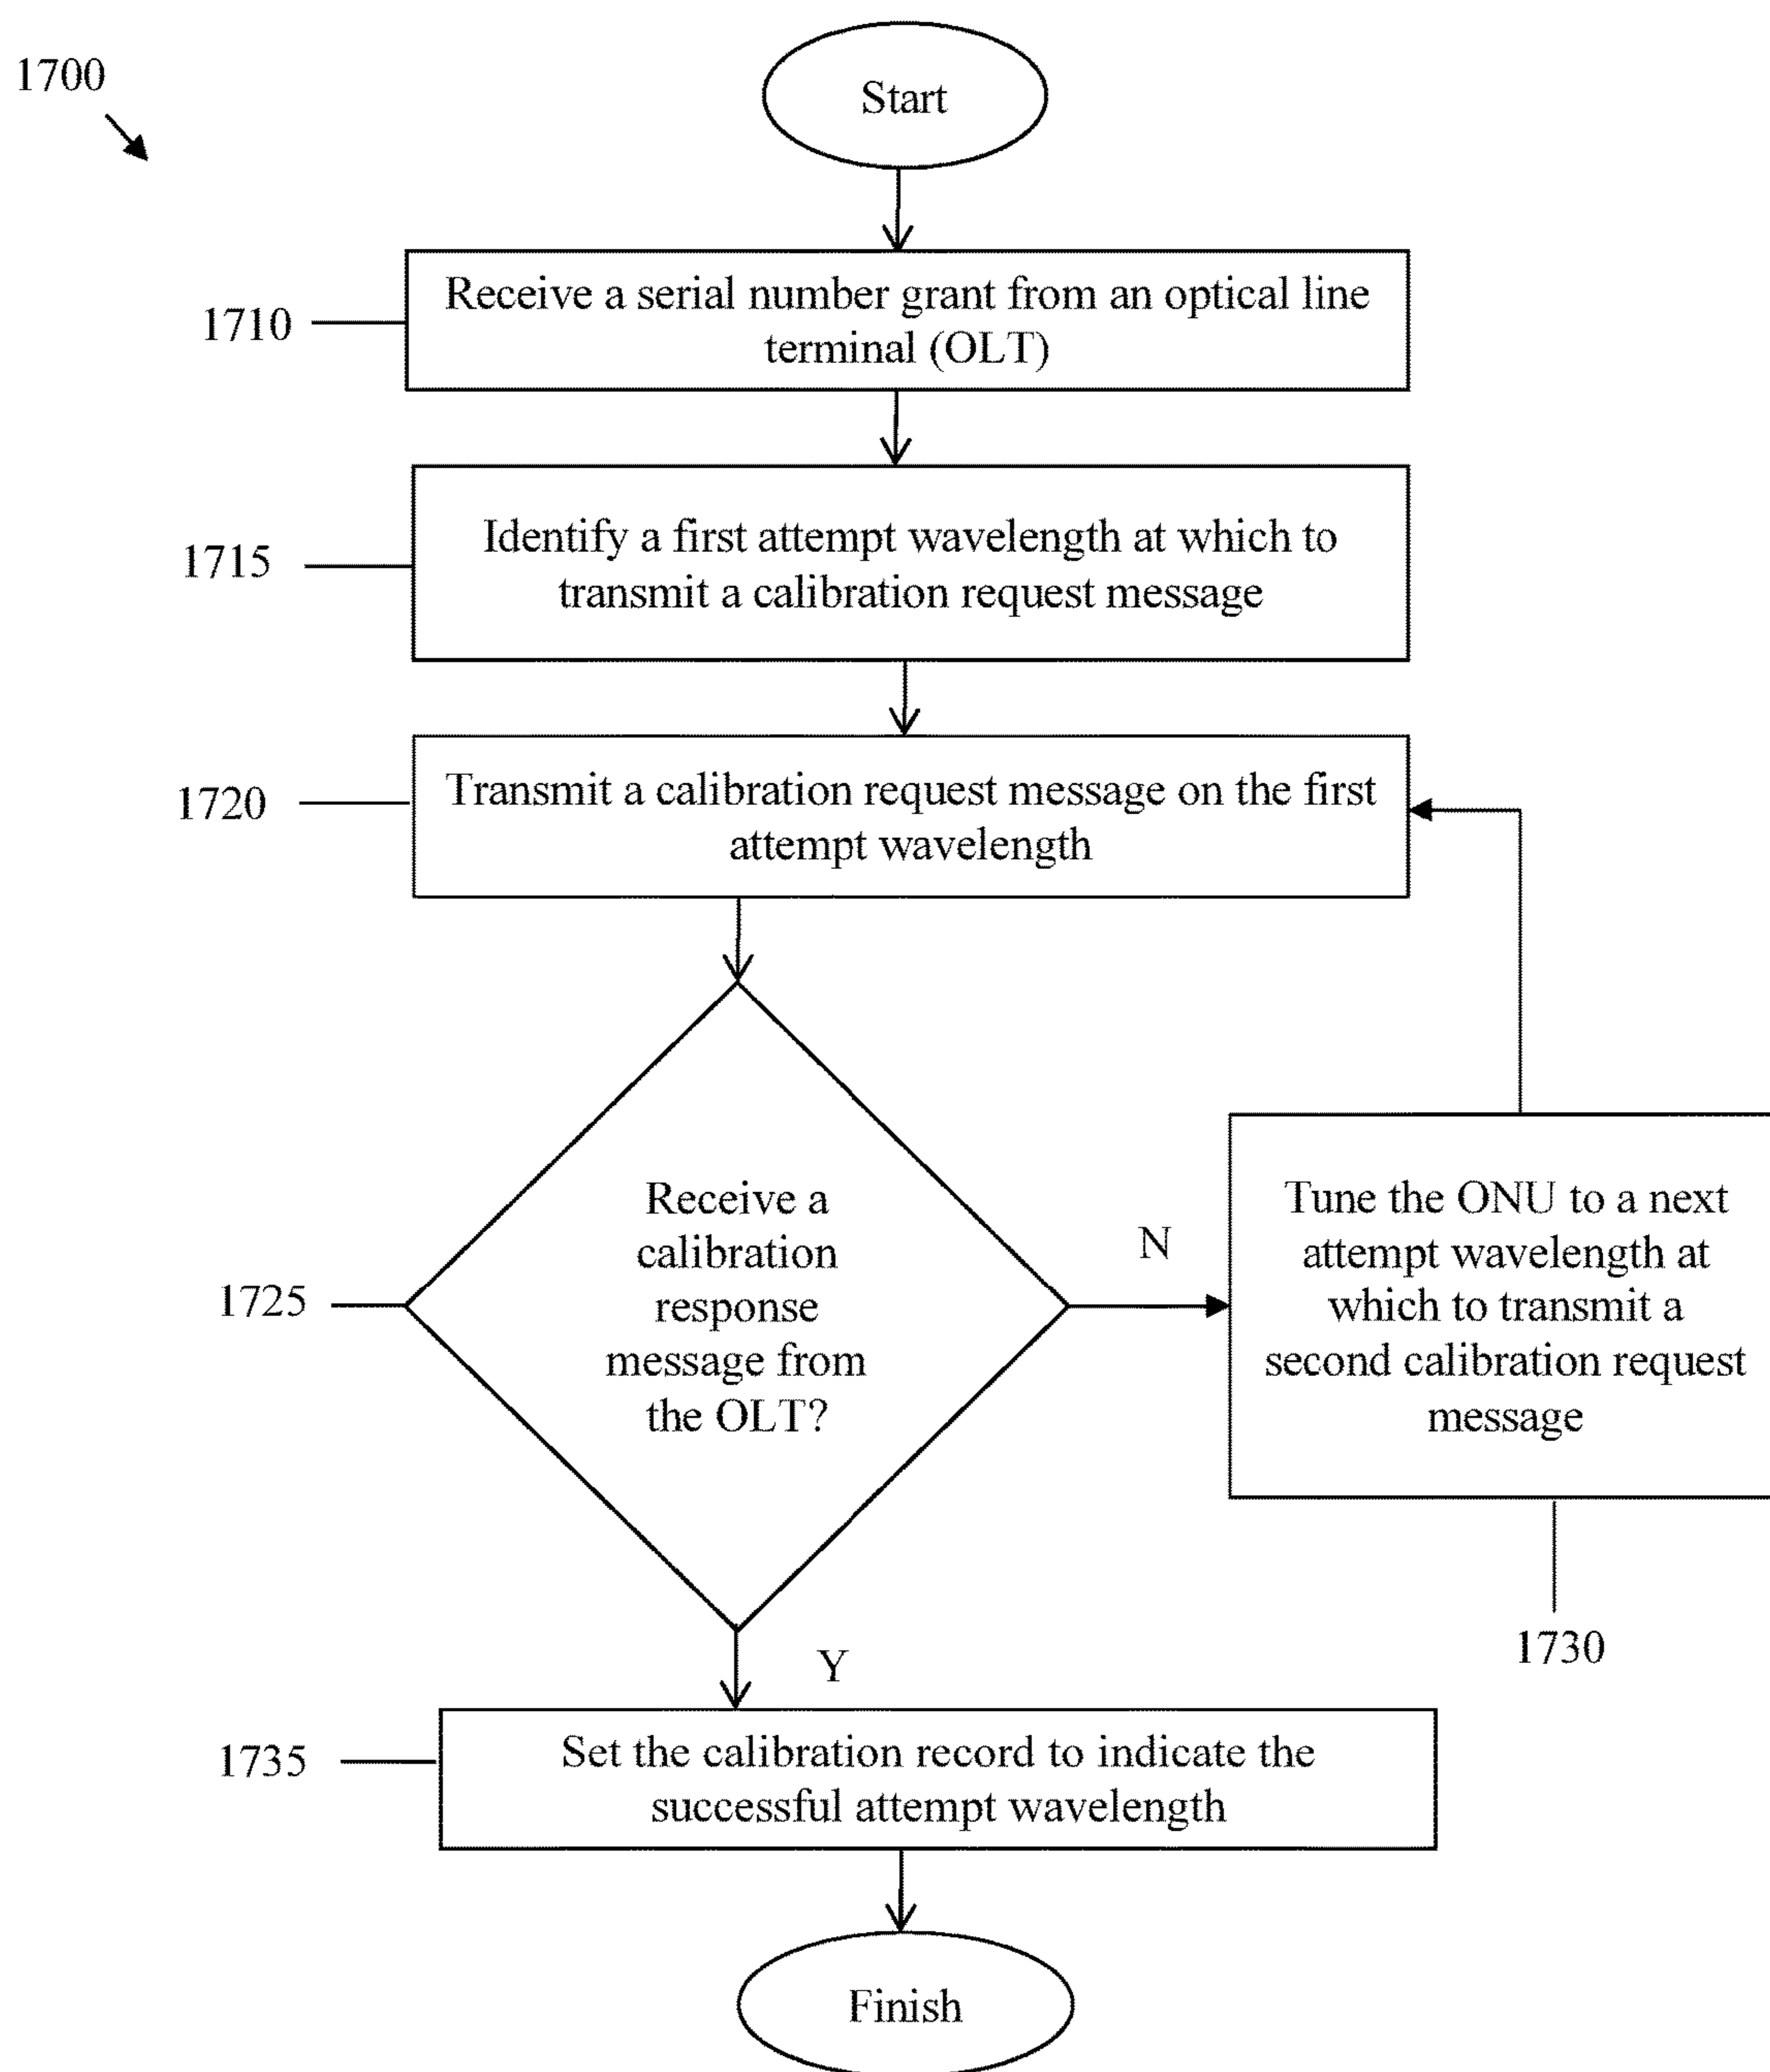 1700
Start
1710
Receive a serial number grant from an optical line
terminal (OLT)
1715
Identify a first attempt wavelength at which to
transmit a calibration request message
1720
Transmit a calibration request message on the first
attempt wavelength
1725
Receive a
calibration
response
message from
the OLT?
N
Tune the ONU to a next
attempt wavelength at
which to transmit a
second calibration request
message
1730
Y
1735
Set the calibration record to indicate the
successful attempt wavelength
Finish